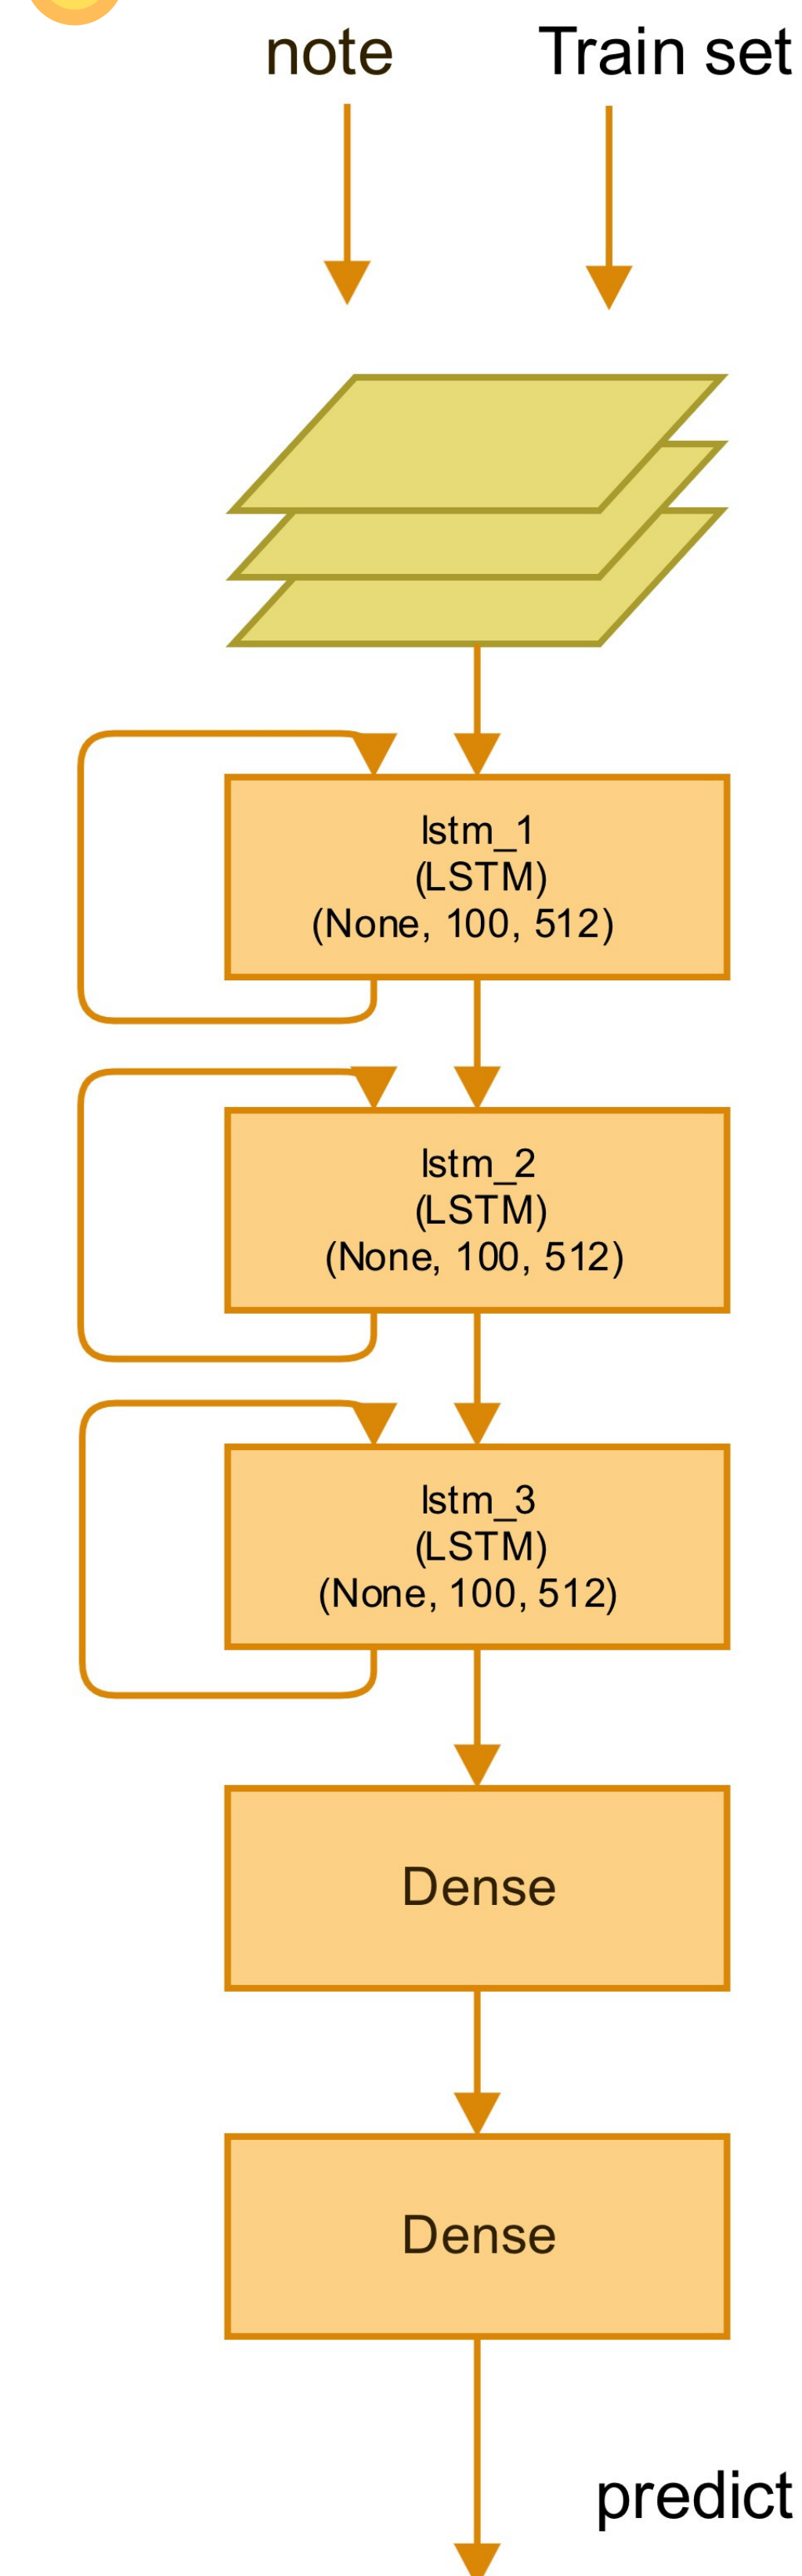 note
Train set
lstm_1
(LSTM)
(None, 100, 512)
lstm_2
(LSTM)
(None, 100, 512)
lstm_3
(LSTM)
(None, 100, 512)
Dense
Dense
predict